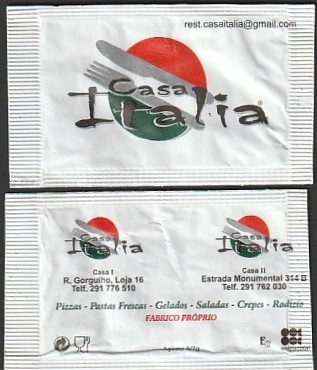 rest.casaitalia@gmail.com
Casa
Italia
Casa
Italia
Casa
Italia
Casa I
R. Gorgulho, Loja 16
Telf. 291 776 510
Casa II
Estrada Monumental 314 B
Telf. 291 762 030
Pizzas - Pastas Frescas - Gelados - Saladas - Crepes - Rodizio
FABRICO PRÓPRIO